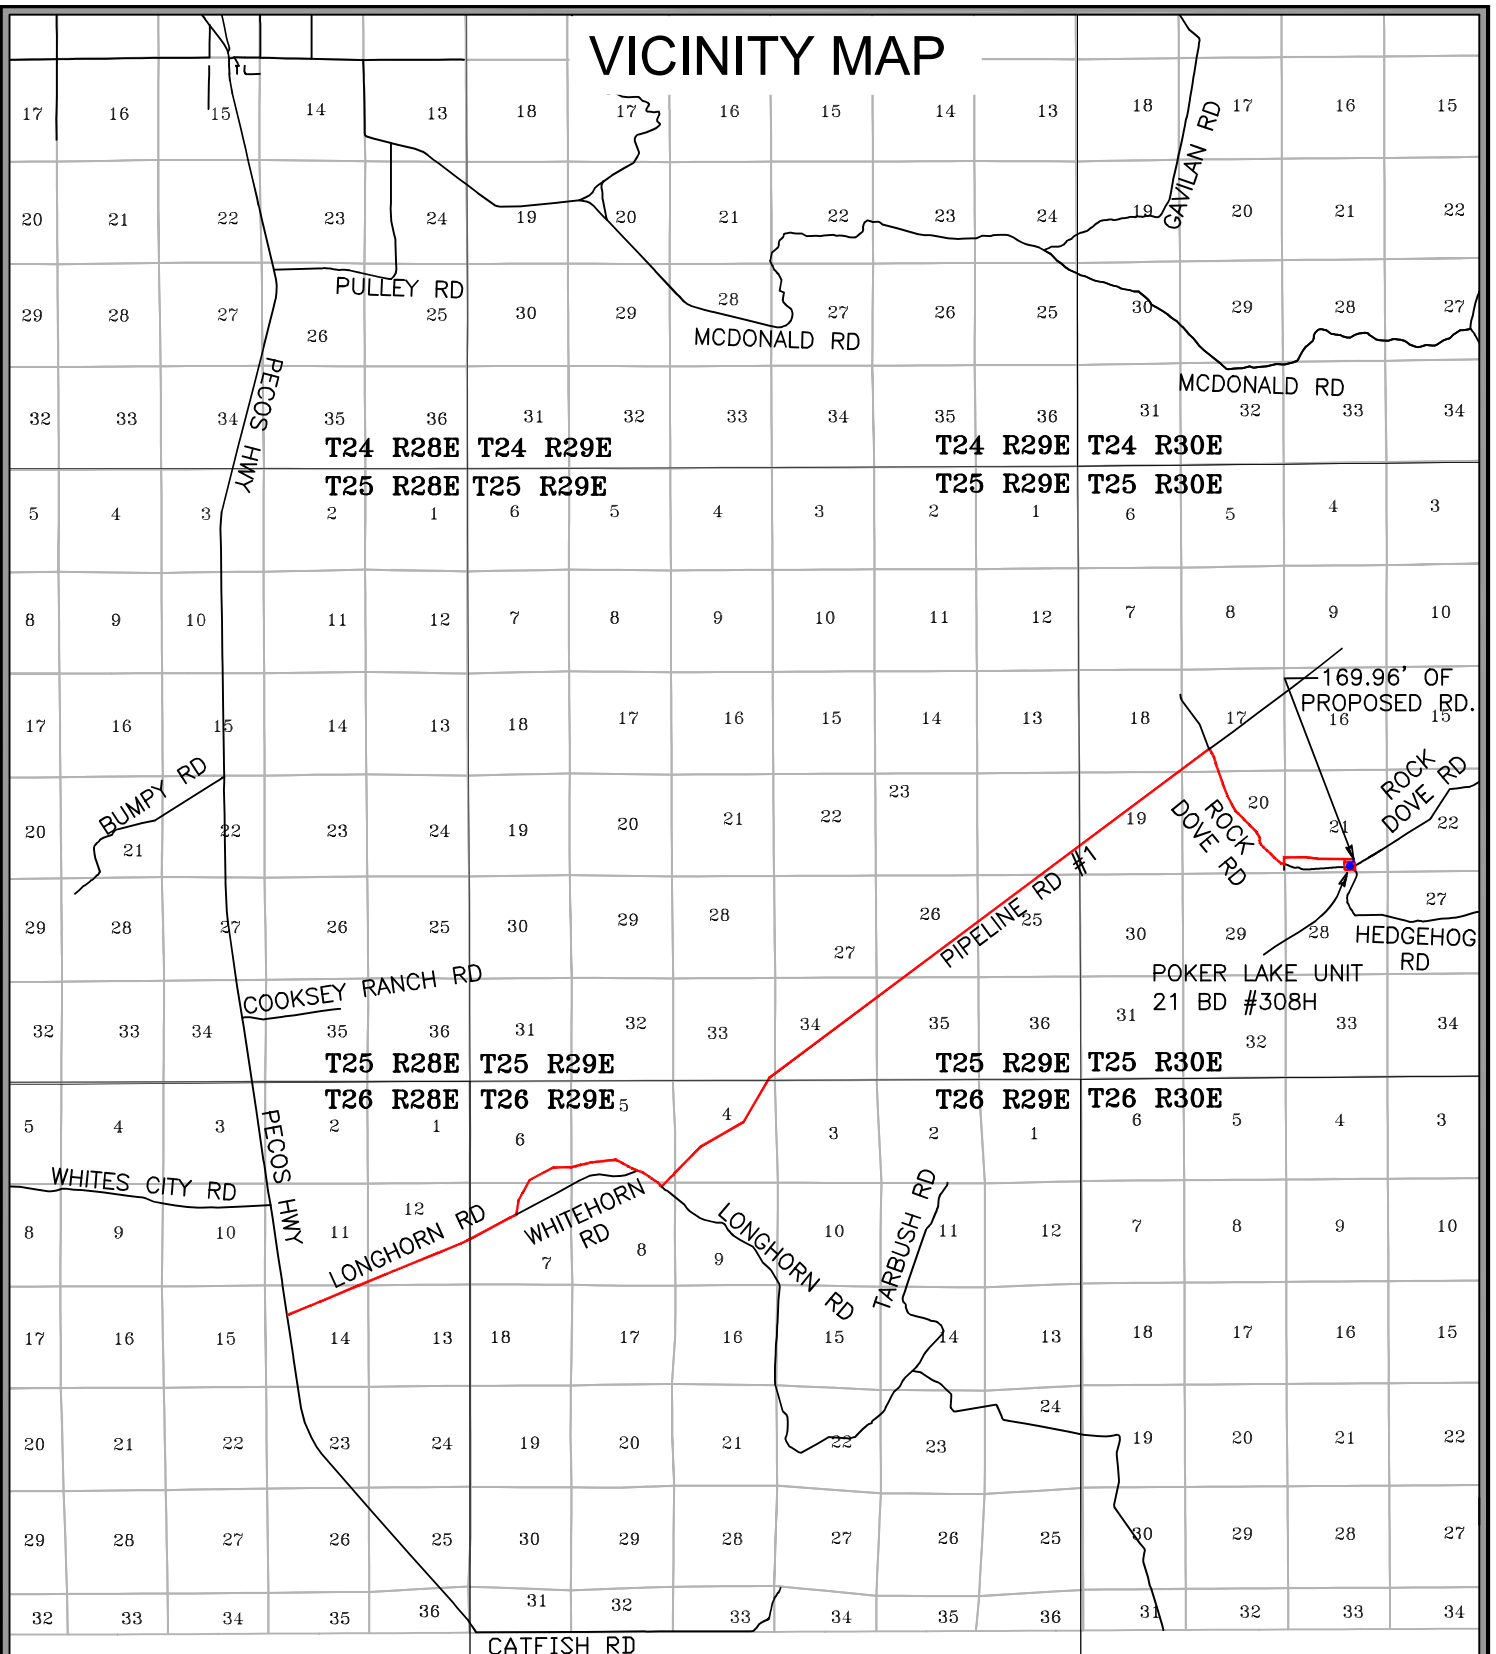 VICINITY MAP
17 16 15 14 13 18 17 16 15 14 13 18 17 16 15
GAVILAN RD
20 21 22 23 24 19 20 21 22 23 24 19 20 21 22
PULLEY RD
29 28 27 26 25 30 29 28 27 26 25 30 29 28 27
MCDONALD RD
MCDONALD RD
PECOS HWY
32 33 34 35 36 31 32 33 34 35 36 31 32 33 34
T24 R28E T24 R29E T24 R29E T24 R30E
T25 R28E T25 R29E T25 R29E T25 R30E
5 4 3 2 1 6 5 4 3 2 1 6 5 4 3
8 9 10 11 12 7 8 9 10 11 12 7 8 9 10
169.96' OF
PROPOSED RD.
17 16 15 14 13 18 17 16 15 14 13 18 17 16 15
BUMPY RD
ROCK
DOVE RD
ROCK
DOVE RD
20 21 22 23 24 19 20 21 22 23 19 20 21 22
PIPELINE RD #1
29 28 27 26 25 30 29 28 27 26 25 30 29 28 27
HEDGEHOG
RD
POKER LAKE UNIT
21 BD #308H
COOKSEY RANCH RD
32 33 34 35 36 31 32 33 34 35 36 31 32 33 34
T25 R28E T25 R29E T25 R29E T25 R30E
T26 R28E T26 R29E T26 R29E T26 R30E
5 4 3 2 1 6 5 4 3 2 1 6 5 4 3
PECOS HWY
WHITES CITY RD
LONGHORN RD
WHITEHORN
RD
LONGHORN RD
TARBUSH RD
8 9 10 11 12 7 8 9 10 11 12 7 8 9 10
17 16 15 14 13 18 17 16 15 14 13 18 17 16 15
20 21 22 23 24 19 20 21 22 23 24 19 20 21 22
29 28 27 26 25 30 29 28 27 26 25 30 29 28 27
32 33 34 35 36 31 32 33 34 35 36 31 32 33 34
CATFISH RD